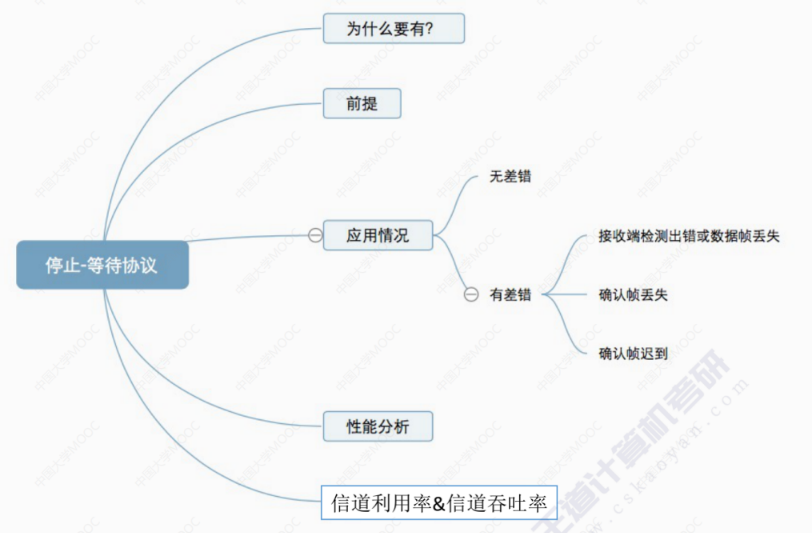 为什么要有?
前提
无差错
应用情况
接收端检测出错或数据帧丢失
停止-等待协议
有差错
确认帧丢失
确认帧迟到
性能分析
信道利用率&信道吞吐率
中国大学MOOC
王道计算机考研
www.cskaoyan.com